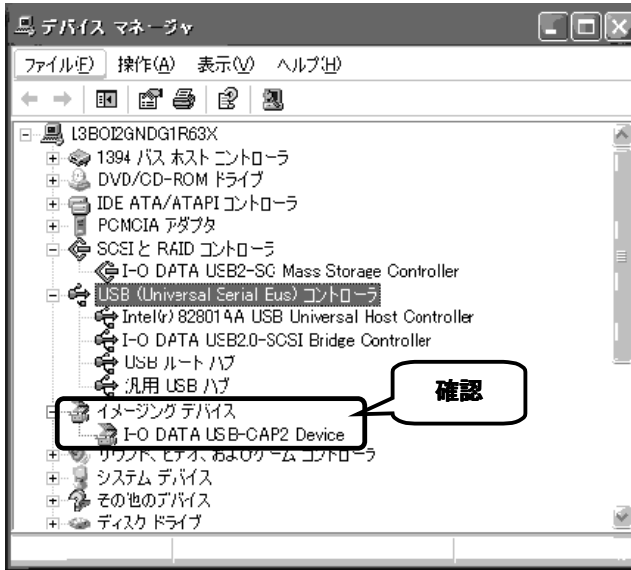 デバイス マネージャ
ファイル(F) 操作(A) 表示(V) ヘルプ(H)
L3BOI2GNDG1R63X
1394 バス ホスト コントローラ
DVD/CD-ROM ドライブ
IDE ATA/ATAPI コントローラ
PCMCIA アダプタ
SCSI と RAID コントローラ
I-O DATA USB2-SC Mass Storage Controller
USB (Universal Serial Bus) コントローラ
Intel(r) 82801AA USB Universal Host Controller
I-O DATA USB2.0-SCSI Bridge Controller
USB ルート ハブ
汎用 USB ハブ
確認
イメージング デバイス
I-O DATA USB-CAP2 Device
サウンド、ビデオ、およびゲーム コントローラ
システム デバイス
その他のデバイス
ディスク ドライブ